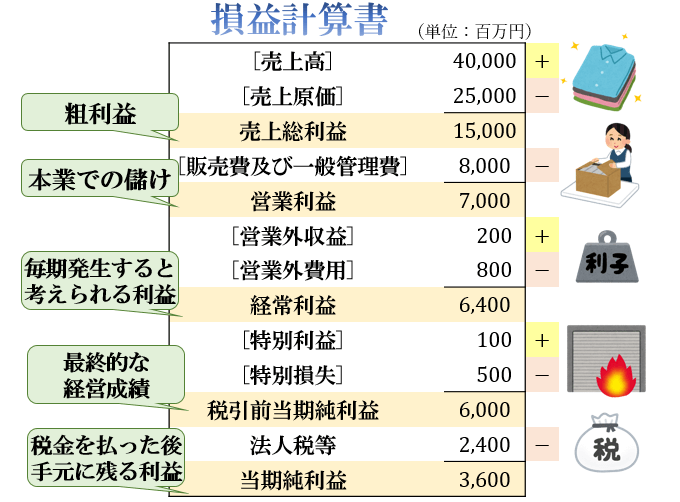 損益計算書 （単位：百万円）
［売上高］ 40,000 ＋
［売上原価］ 25,000 －
粗利益
売上総利益 15,000
［販売費及び一般管理費］ 8,000 －
本業での儲け
営業利益 7,000
［営業外収益］ 200 ＋
利子
［営業外費用］ 800 －
毎期発生すると
考えられる利益
経常利益 6,400
［特別利益］ 100 ＋
最終的な
経営成績
［特別損失］ 500 －
税引前当期純利益 6,000
税金を払った後
手元に残る利益
法人税等 2,400 －
税
当期純利益 3,600